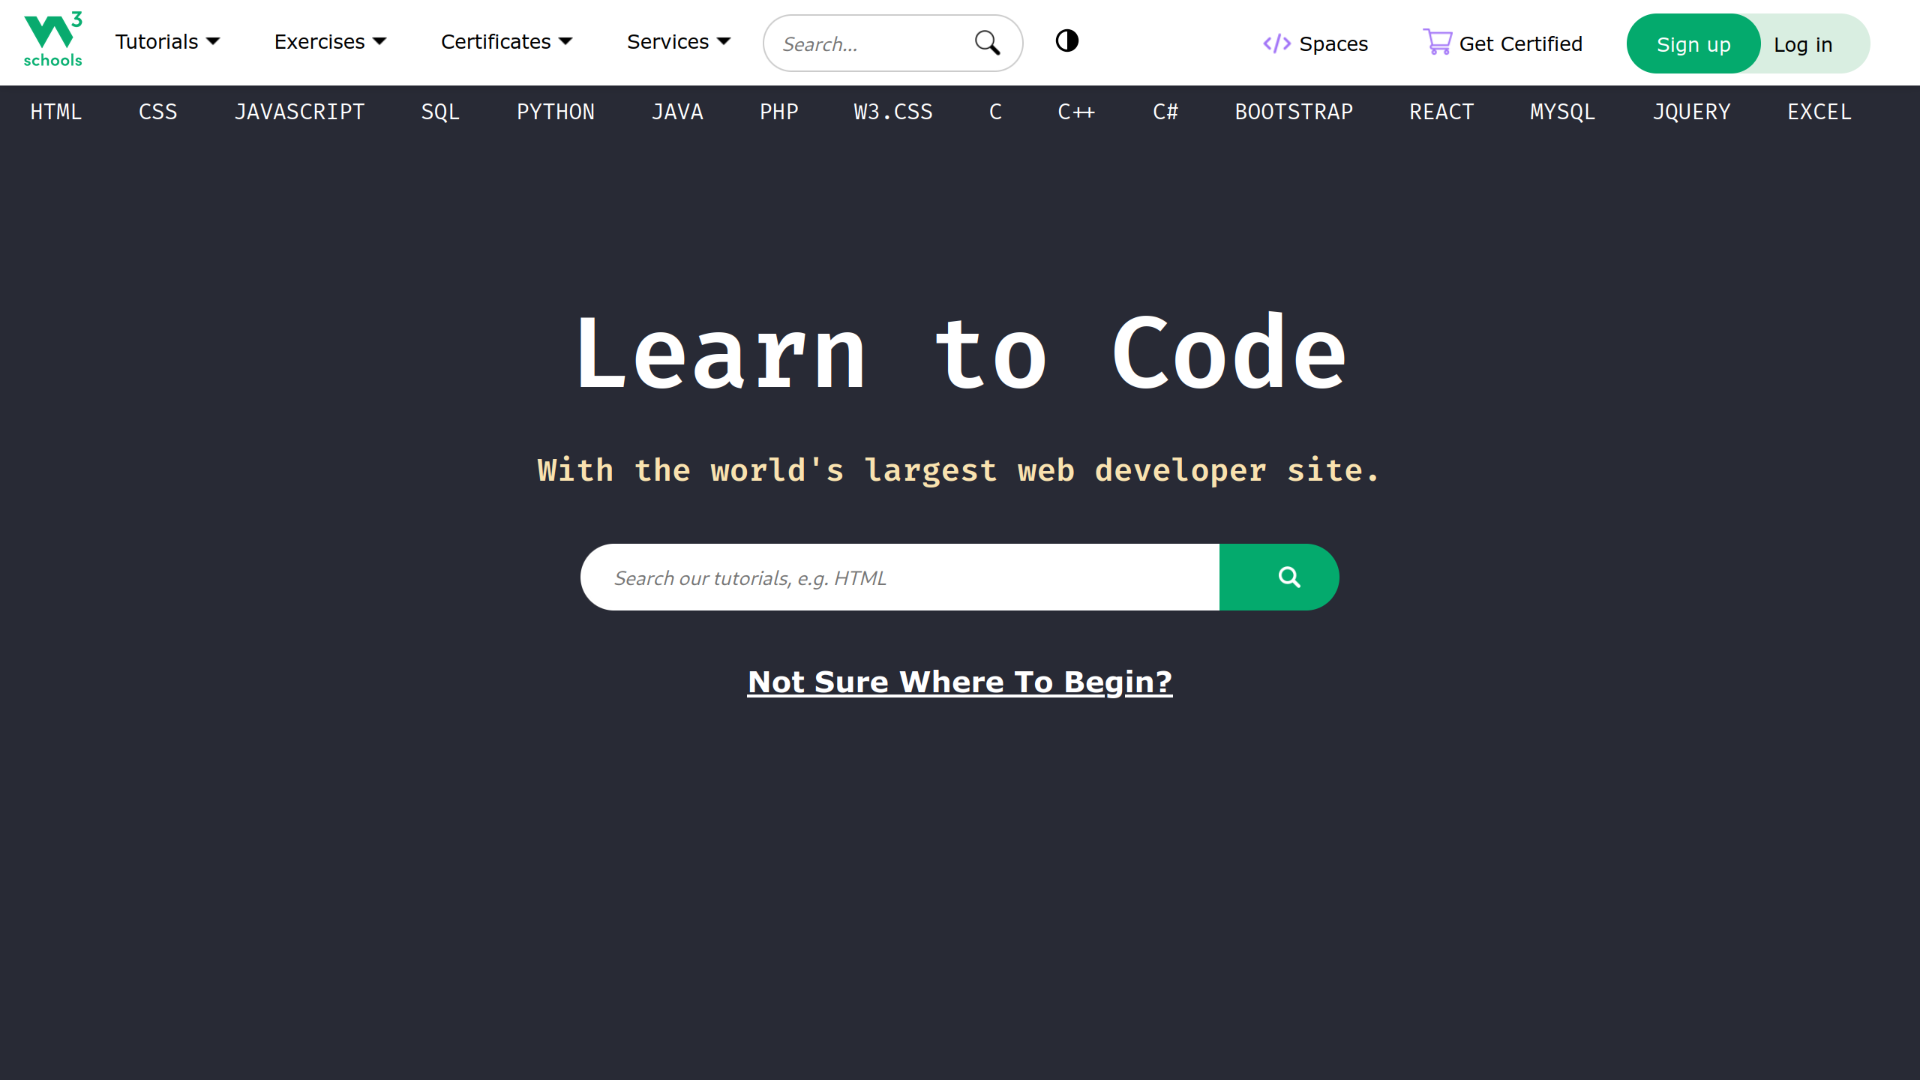 W3 schools
Tutorials Exercises Certificates Services Search... Spaces Get Certified Sign up Log in
HTML CSS JAVASCRIPT SQL PYTHON JAVA PHP W3.CSS C C++ C# BOOTSTRAP REACT MYSQL JQUERY EXCEL
Learn to Code
With the world's largest web developer site.
Search our tutorials, e.g. HTML
Not Sure Where To Begin?